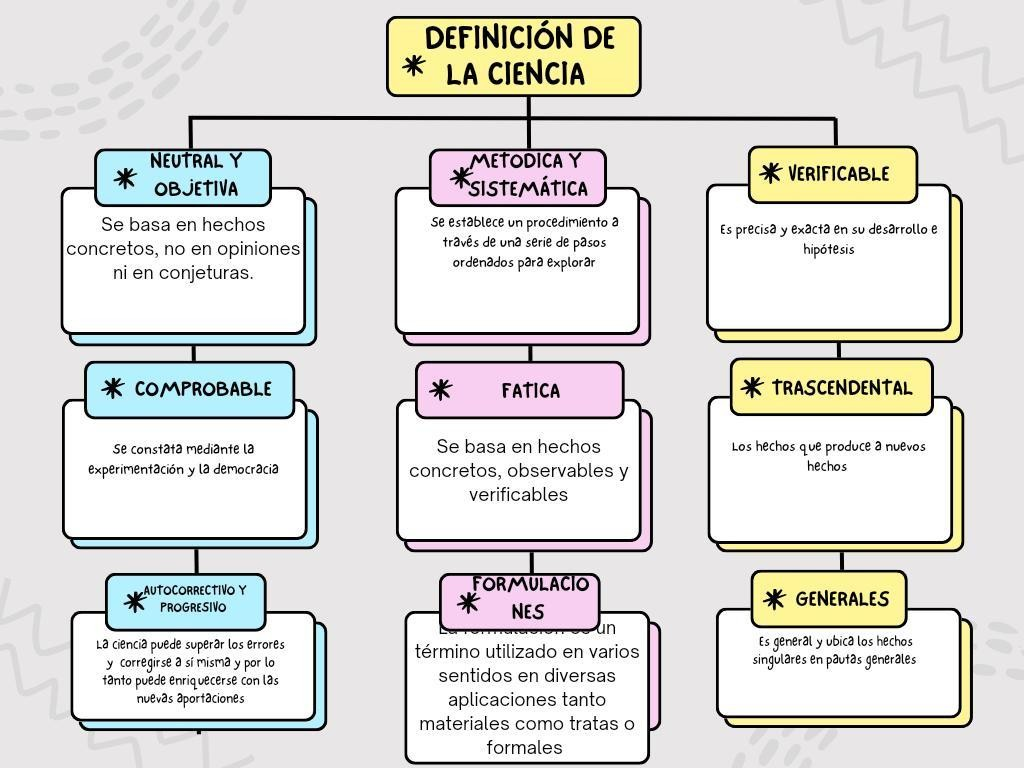 DEFINICIÓN DE
LA CIENCIA
NEUTRAL Y
OBJETIVA
Se basa en hechos
concretos, no en opiniones
ni en conjeturas.
METODICA Y
SISTEMÁTICA
Se establece un procedimiento a
través de una serie de pasos
ordenados para explorar
VERIFICABLE
Es precisa y exacta en su desarrollo e
hipótesis
COMPROBABLE
Se constata mediante la
experimentación y la democracia
FATICA
Se basa en hechos
concretos, observables y
verificables
TRASCENDENTAL
Los hechos que produce a nuevos
hechos
AUTOCORRECTIVO Y
PROGRESIVO
La ciencia puede superar los errores
y corregirse a sí misma y por lo
tanto puede enriquecerse con las
nuevas aportaciones
FORMULACIO
NES
La formulación es un
término utilizado en varios
sentidos en diversas
aplicaciones tanto
materiales como tratas o
formales
GENERALES
Es general y ubica los hechos
singulares en pautas generales